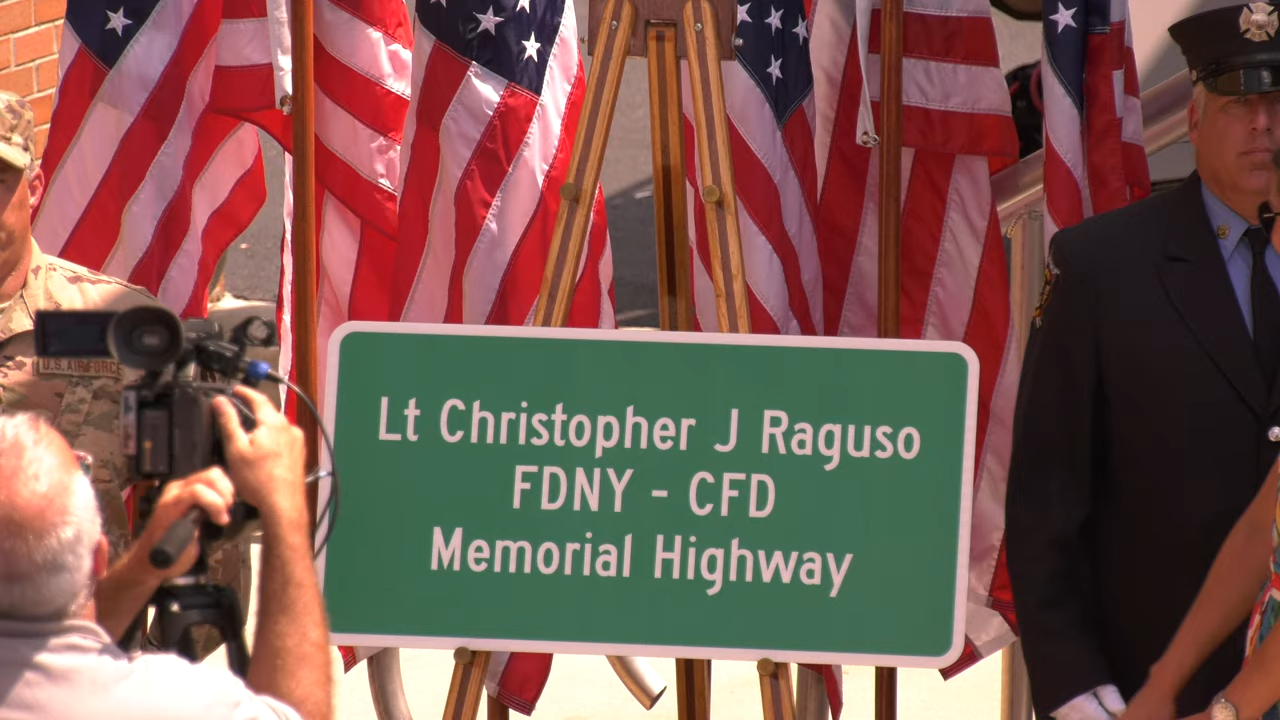 Lt Christopher J Raguso
FDNY - CFD
Memorial Highway
U.S. AIR FORCE